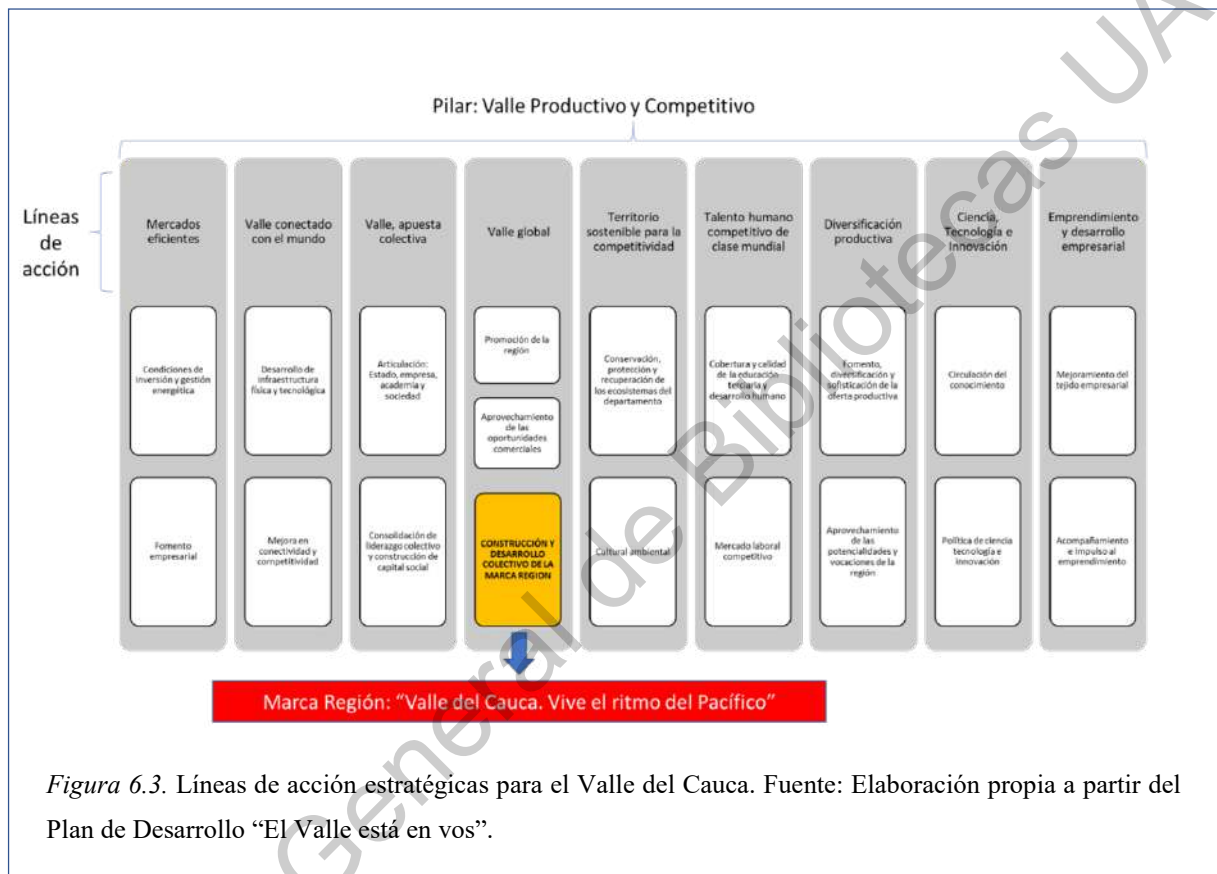 Pilar: Valle Productivo y Competitivo
Líneas
de
acción
Mercados
eficientes
Valle conectado
con el mundo
Valle, apuesta
colectiva
Valle global
Territorio
sostenible para la
competitividad
Talento humano
competitivo de
clase mundial
Diversificación
productiva
Ciencia,
Tecnología e
Innovación
Emprendimiento
y desarrollo
empresarial
Condiciones de
inversión y gestión
energética
Desarrollo de
infraestructura
física y tecnológica
Articulación:
Estado, empresa,
academia y
sociedad
Promoción de la
región
Aprovechamiento
de las
oportunidades
comerciales
Conservación,
protección y
recuperación de
los ecosistemas del
departamento
Cobertura y calidad
de la educación
terciaria y
desarrollo humano
Fomento,
diversificación y
sofisticación de la
oferta productiva
Circulación del
conocimiento
Mejoramiento del
tejido empresarial
Fomento
empresarial
Mejora en
conectividad y
competitividad
Consolidación de
liderazgo colectivo
y construcción de
capital social
CONSTRUCCIÓN Y
DESARROLLO
COLECTIVO DE LA
MARCA REGION
Cultural ambiental
Mercado laboral
competitivo
Aprovechamiento
de las
potencialidades y
vocaciones de la
región
Política de ciencia
tecnología e
innovación
Acompañamiento
e impulso al
emprendimiento
Marca Región: “Valle del Cauca. Vive el ritmo del Pacífico”
Figura 6.3. Líneas de acción estratégicas para el Valle del Cauca. Fuente: Elaboración propia a partir del
Plan de Desarrollo “El Valle está en vos”.
General de Bibliotecas UA